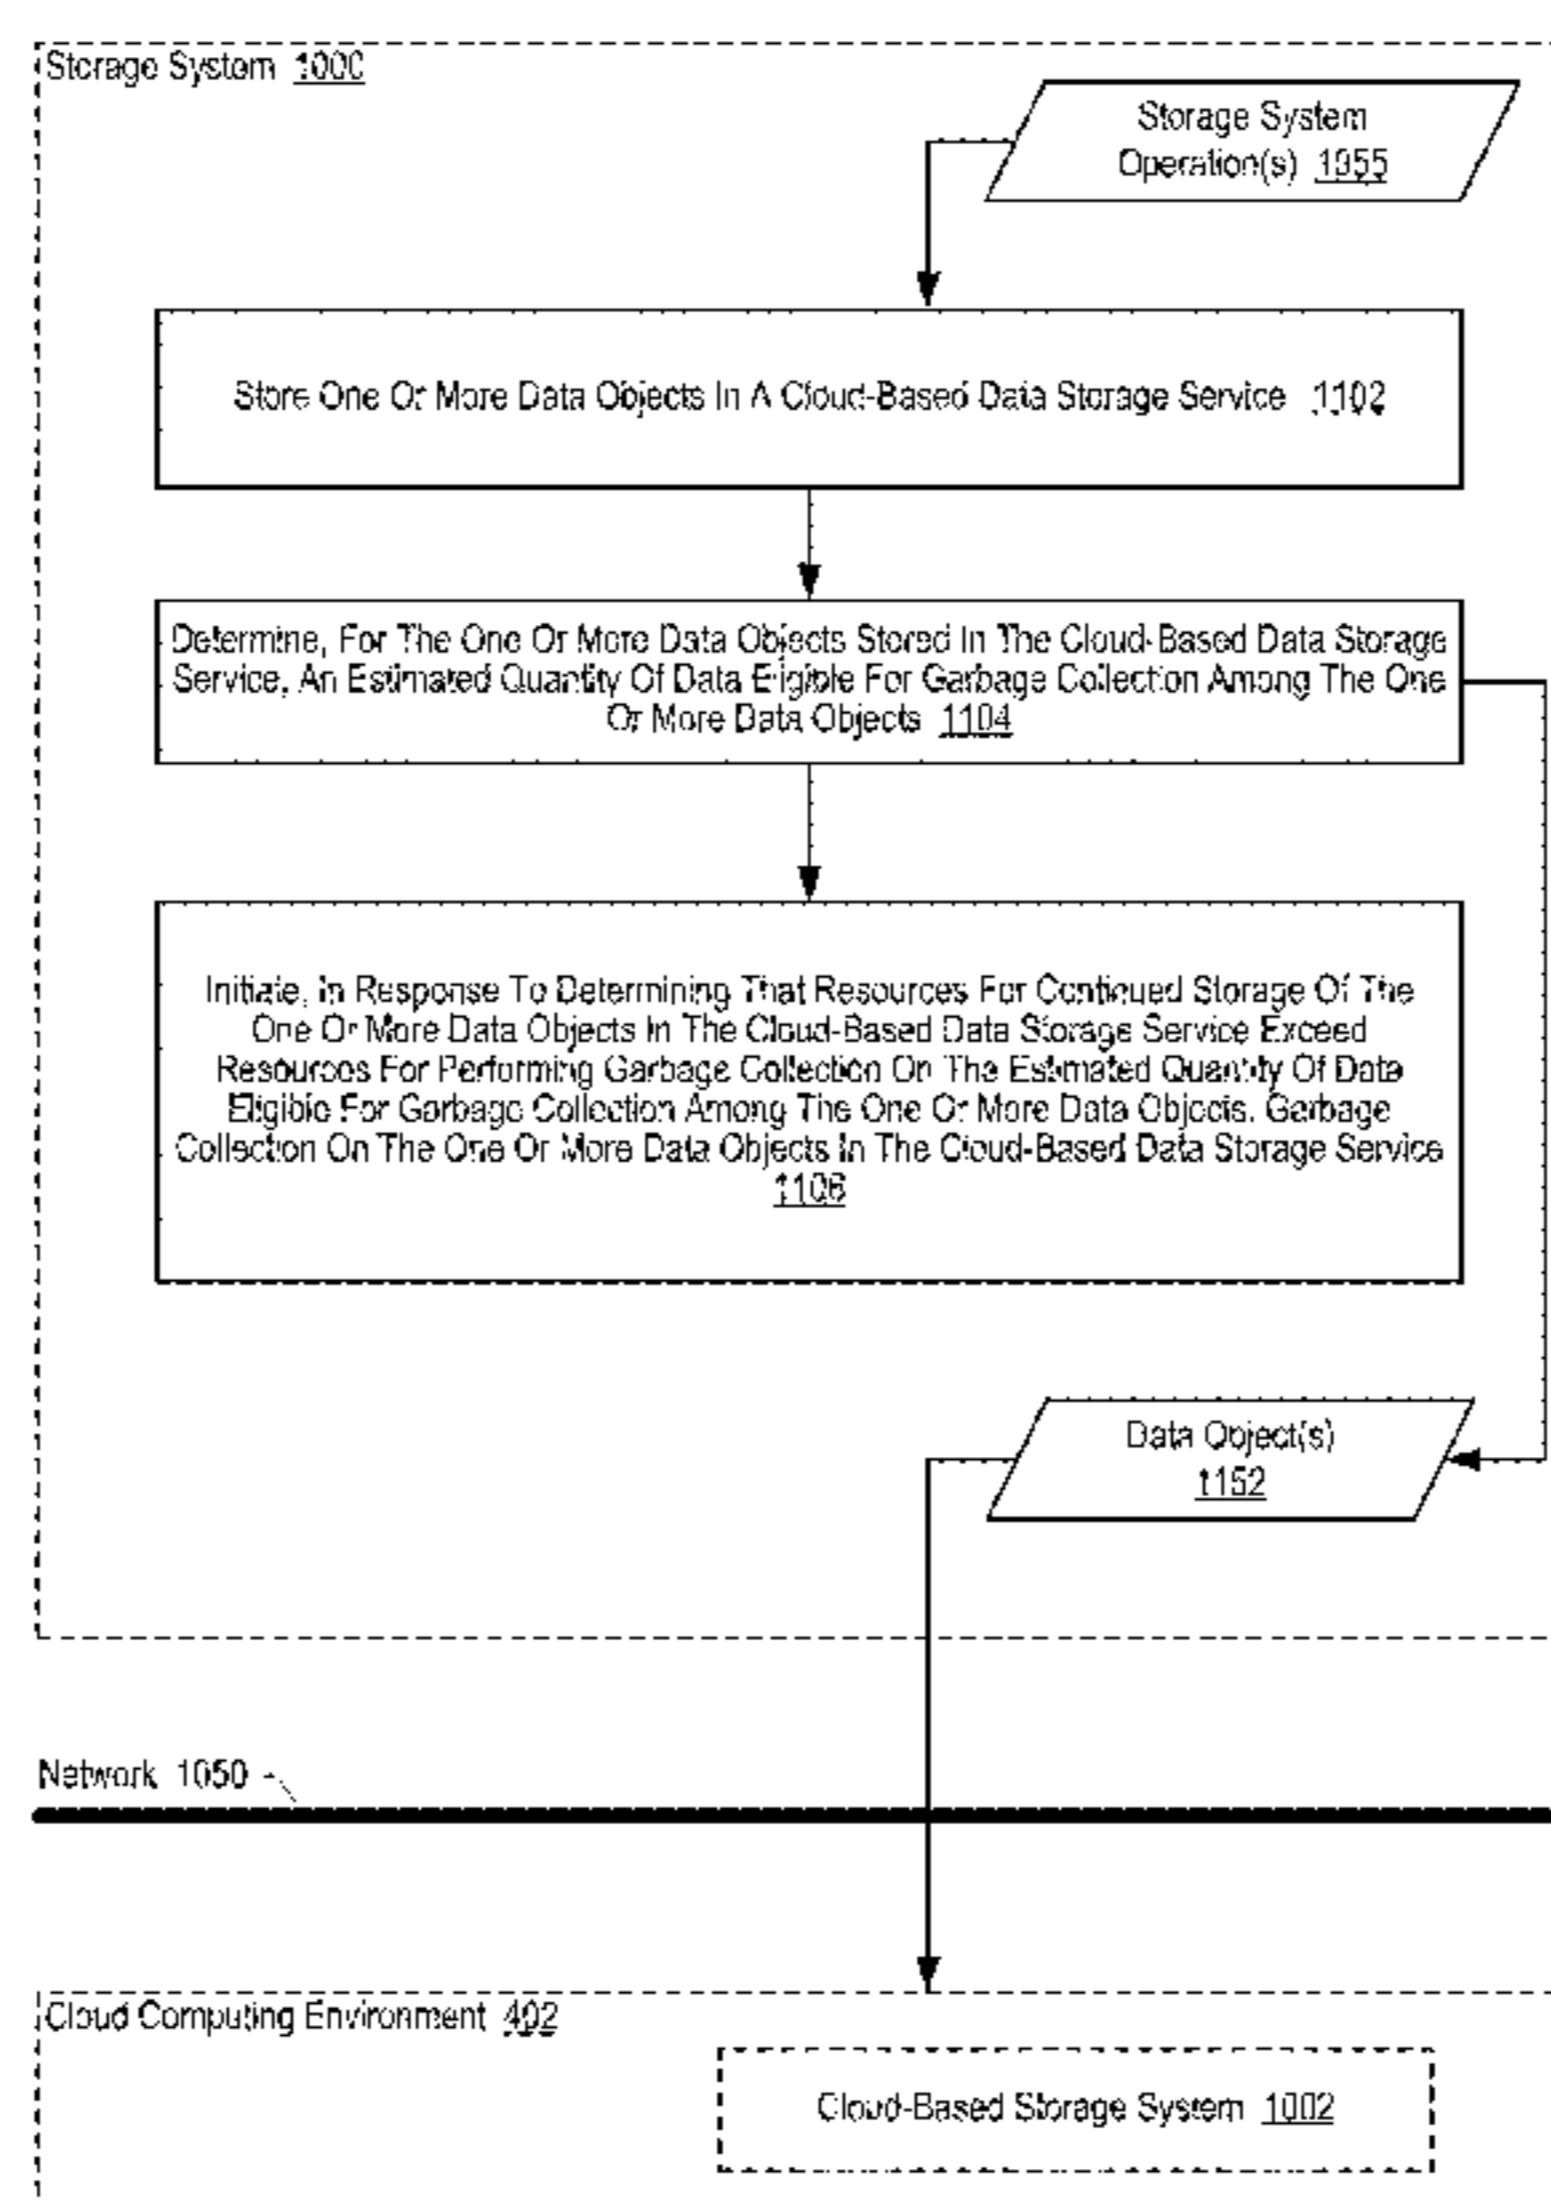 Storage System 1000
Storage System
Operation(s) 1055
Store One Or More Data Objects In A Cloud-Based Data Storage Service 1102
Determine, For The One Or More Data Objects Stored In The Cloud-Based Data Storage
Service, An Estimated Quantity Of Data Eligible For Garbage Collection Among The One
Or More Data Objects 1104
Initiate, In Response To Determining That Resources For Continued Storage Of The
One Or More Data Objects In The Cloud-Based Data Storage Service Exceed
Resources For Performing Garbage Collection On The Estimated Quantity Of Data
Eligible For Garbage Collection Among The One Or More Data Objects, Garbage
Collection On The One Or More Data Objects In The Cloud-Based Data Storage Service
1106
Data Object(s)
1152
Network 1050
Cloud Computing Environment 402
Cloud-Based Storage System 1002